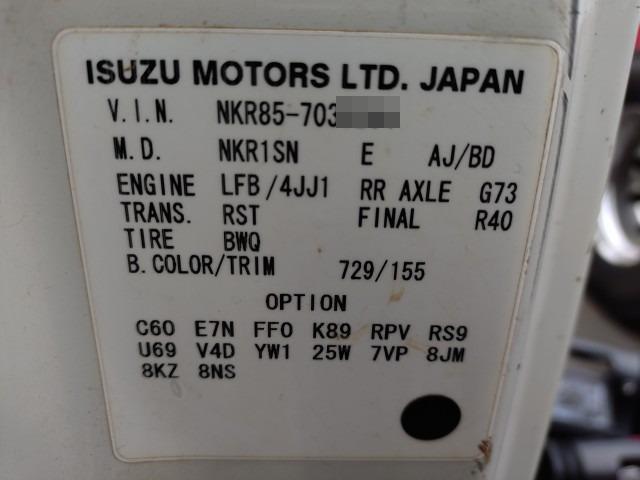 ISUZU MOTORS LTD. JAPAN
V.I.N. NKR85-703
M.D. NKR1SN E AJ/BD
ENGINE LFB/4JJ1 RR AXLE G73
TRANS. RST FINAL R40
TIRE BWQ
B.COLOR/TRIM 729/155
OPTION
C60 E7N FF0 K89 RPV RS9
U69 V4D YW1 25W 7VP 8JM
8KZ 8NS